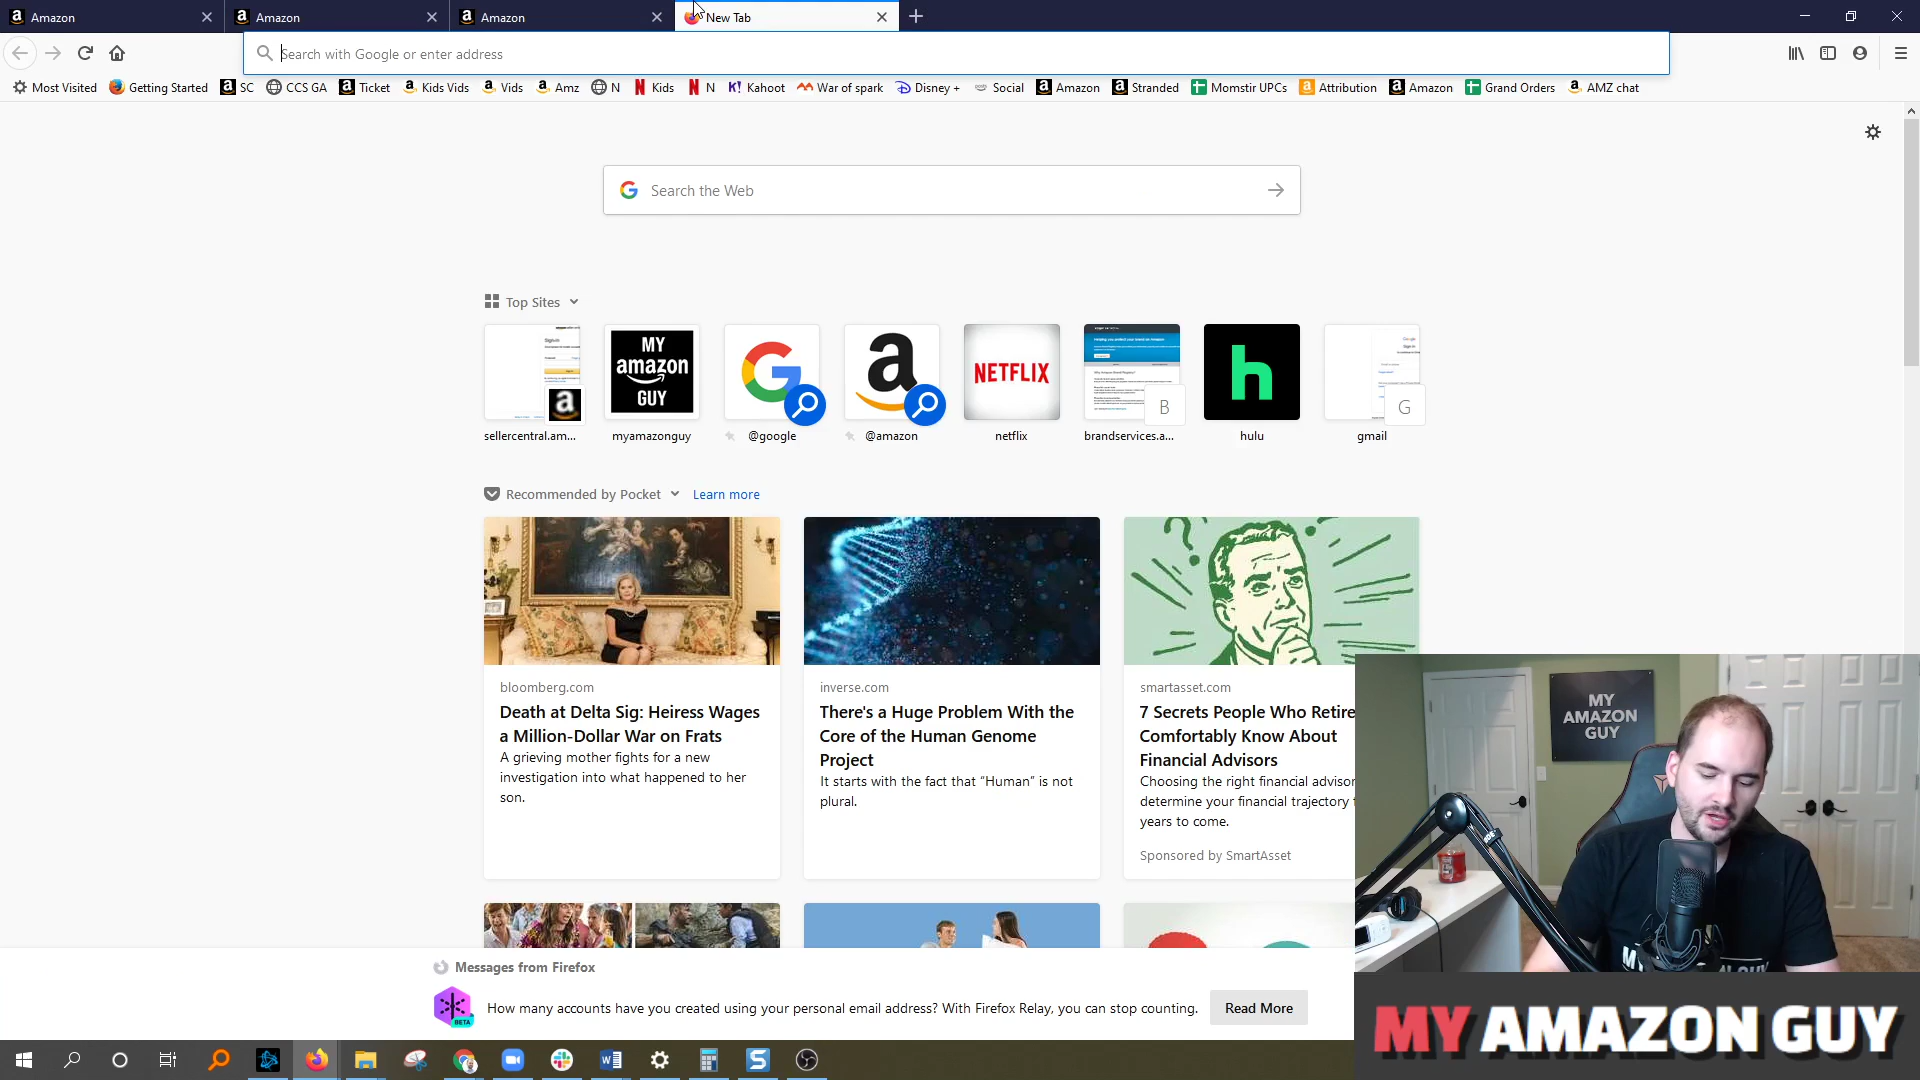 Amazon
Amazon
Amazon
New Tab
Search with Google or enter address
Most Visited
Getting Started
SC
CCS GA
Ticket
Kids Vids
Vids
Amz
N
Kids
N
Kahoot
War of spark
Disney +
Social
Amazon
Stranded
Momstir UPCs
Attribution
Amazon
Grand Orders
AMZ chat
Search the Web
Top Sites
MY
amazon
GUY
NETFLIX
B
h
G
sellercentral.am...
myamazonguy
@google
@amazon
netflix
brandservices.a...
hulu
gmail
Recommended by Pocket
Learn more
bloomberg.com
Death at Delta Sig: Heiress Wages
a Million-Dollar War on Frats
A grieving mother fights for a new
investigation into what happened to her
son.
inverse.com
There's a Huge Problem With the
Core of the Human Genome
Project
It starts with the fact that “Human” is not
plural.
smartasset.com
7 Secrets People Who Retire
Comfortably Know About
Financial Advisors
Choosing the right financial advisor
determine your financial trajectory
years to come.
Sponsored by SmartAsset
MY
AMAZON
GUY
Messages from Firefox
BETA
How many accounts have you created using your personal email address? With Firefox Relay, you can stop counting.
Read More
MY AMAZON GUY